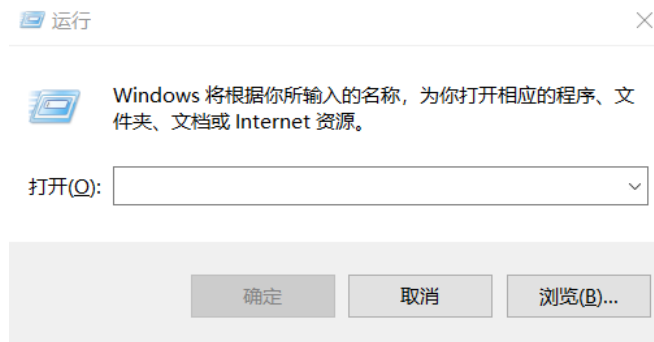 运行
Windows 将根据你所输入的名称，为你打开相应的程序、文
件夹、文档或 Internet 资源。
打开(O):
确定 取消 浏览(B)...